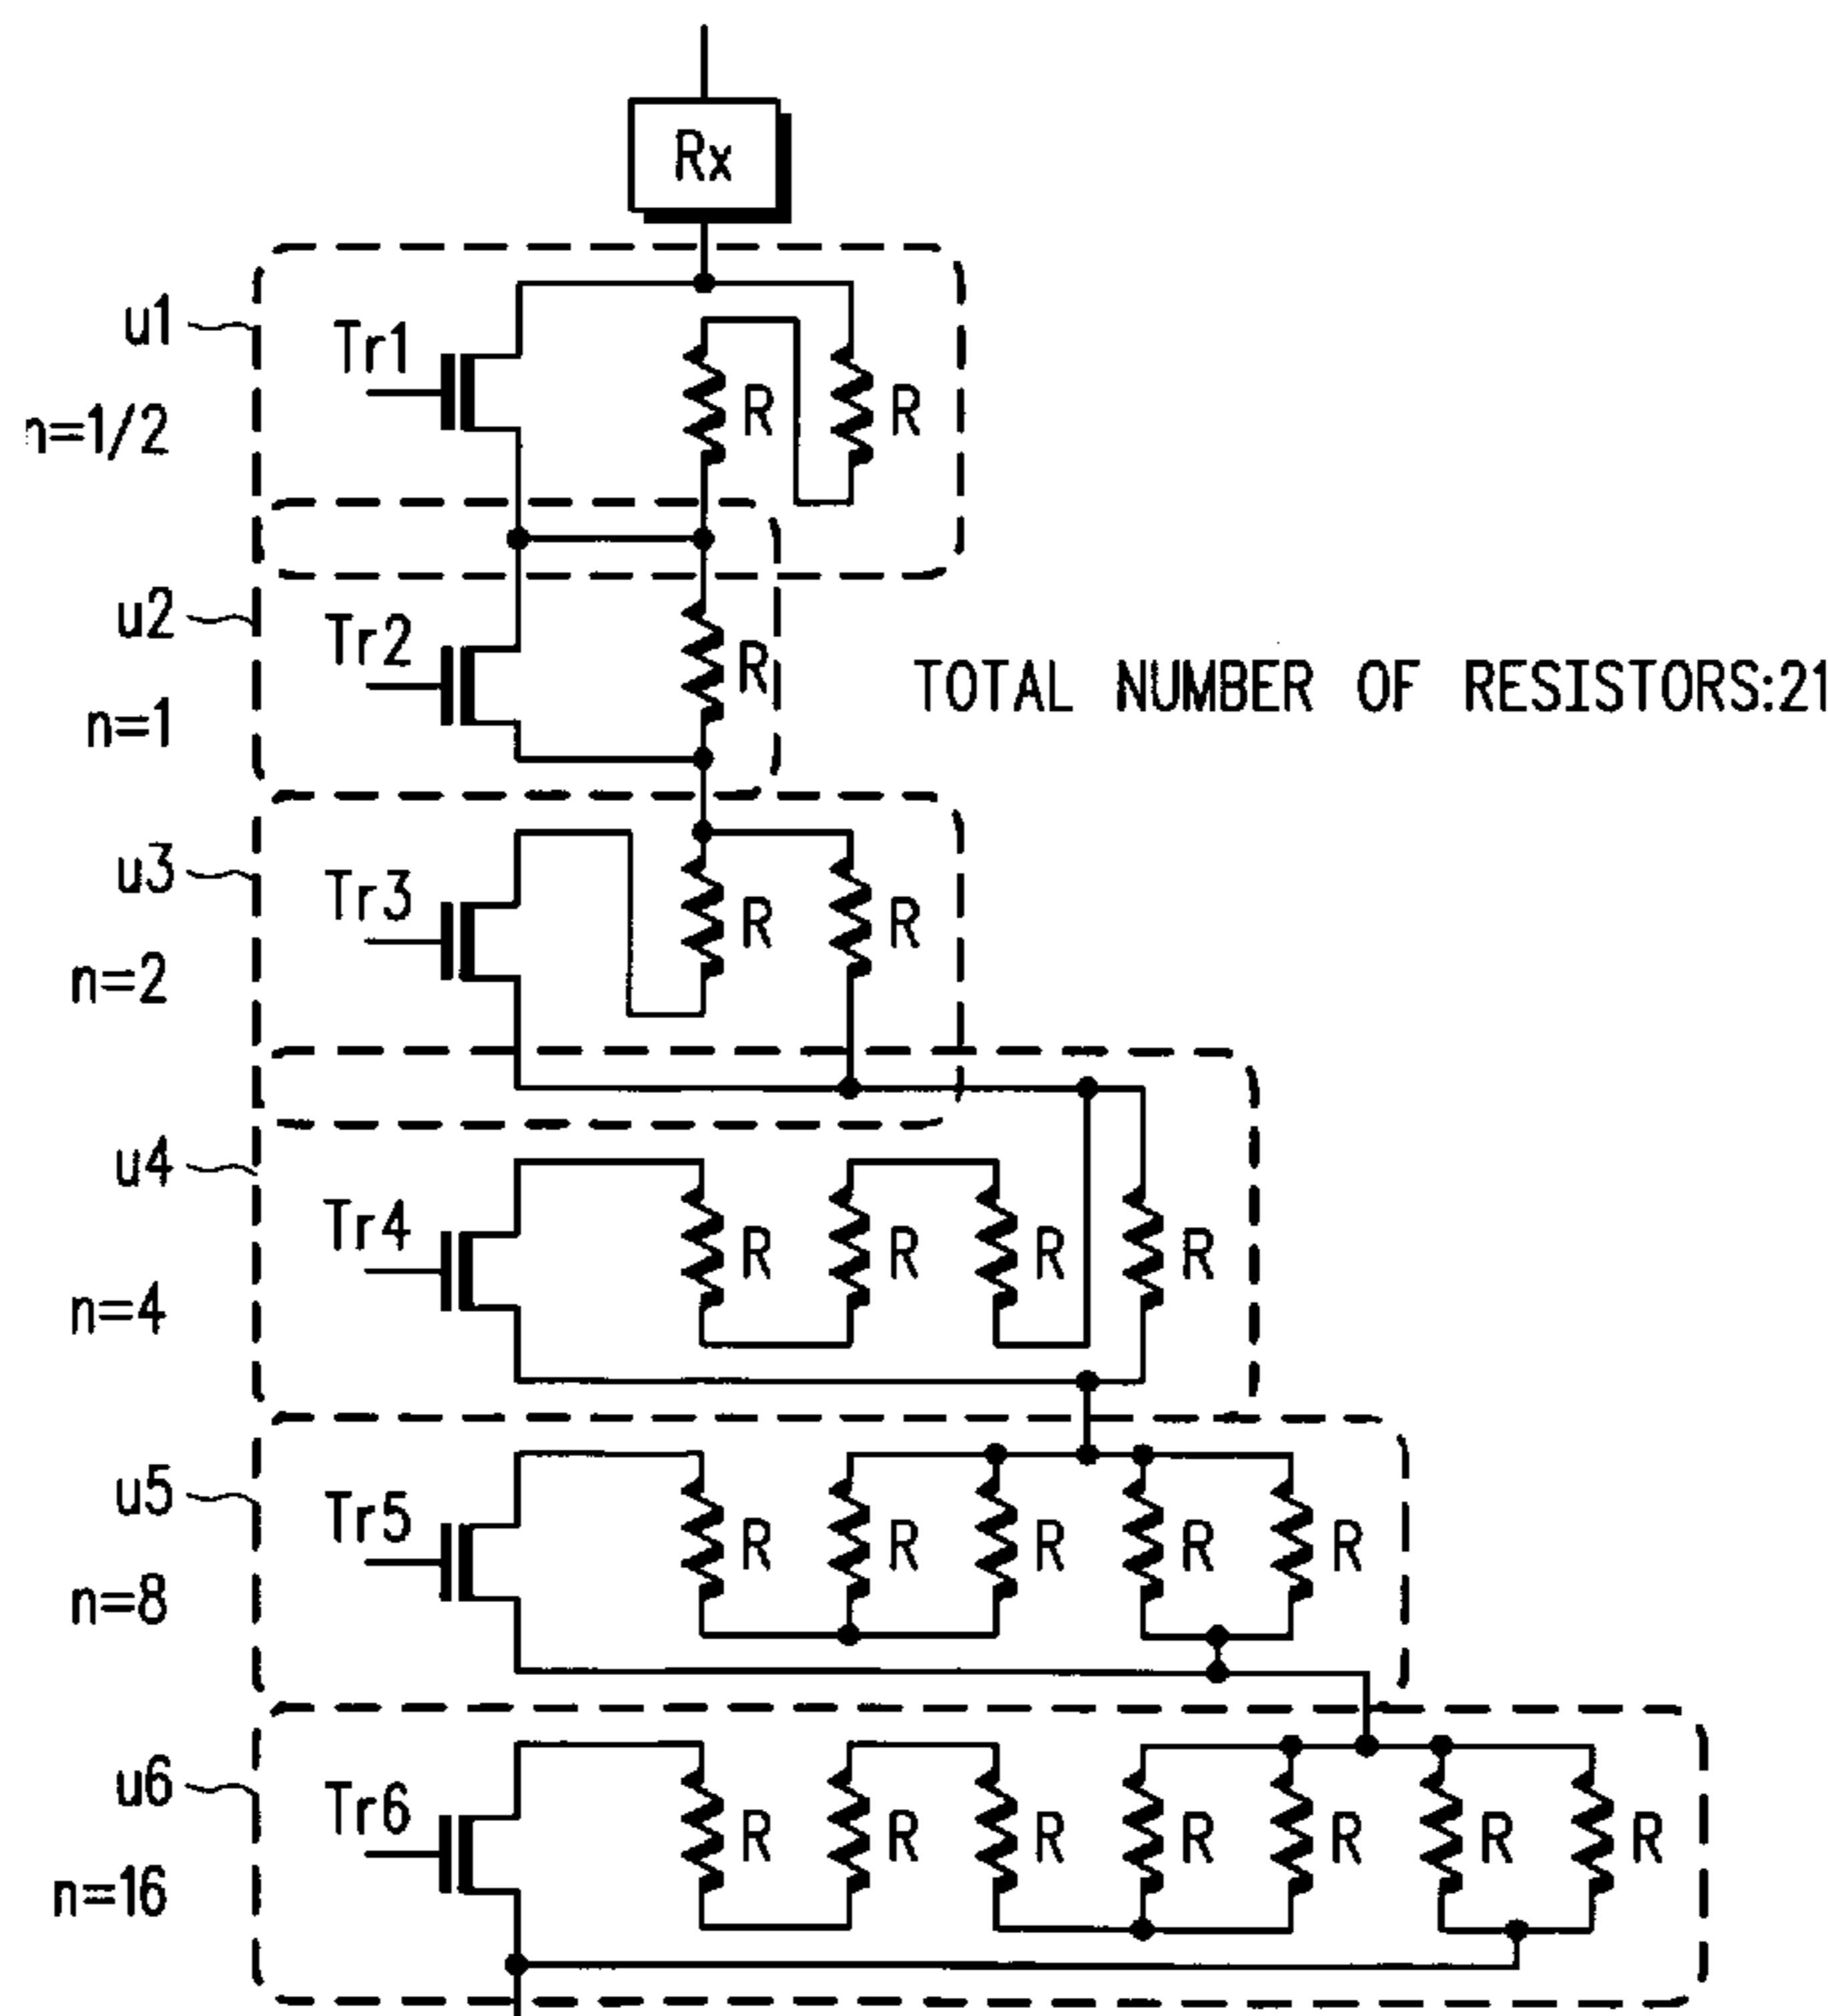 Rx
u1
Tr1
n=1/2
R R
u2
Tr2
R
n=1
TOTAL NUMBER OF RESISTORS:21
u3
Tr3
R R
n=2
u4
Tr4
R R R R
n=4
u5
Tr5
R R R R R
n=8
u6
Tr6
R R R R R R R
n=16